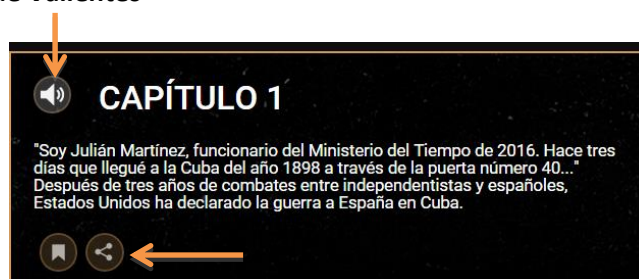 Valientes
CAPÍTULO 1
"Soy Julián Martínez, funcionario del Ministerio del Tiempo de 2016. Hace tres
días que llegué a la Cuba del año 1898 a través de la puerta número 40..."
Después de tres años de combates entre independentistas y españoles,
Estados Unidos ha declarado la guerra a España en Cuba.